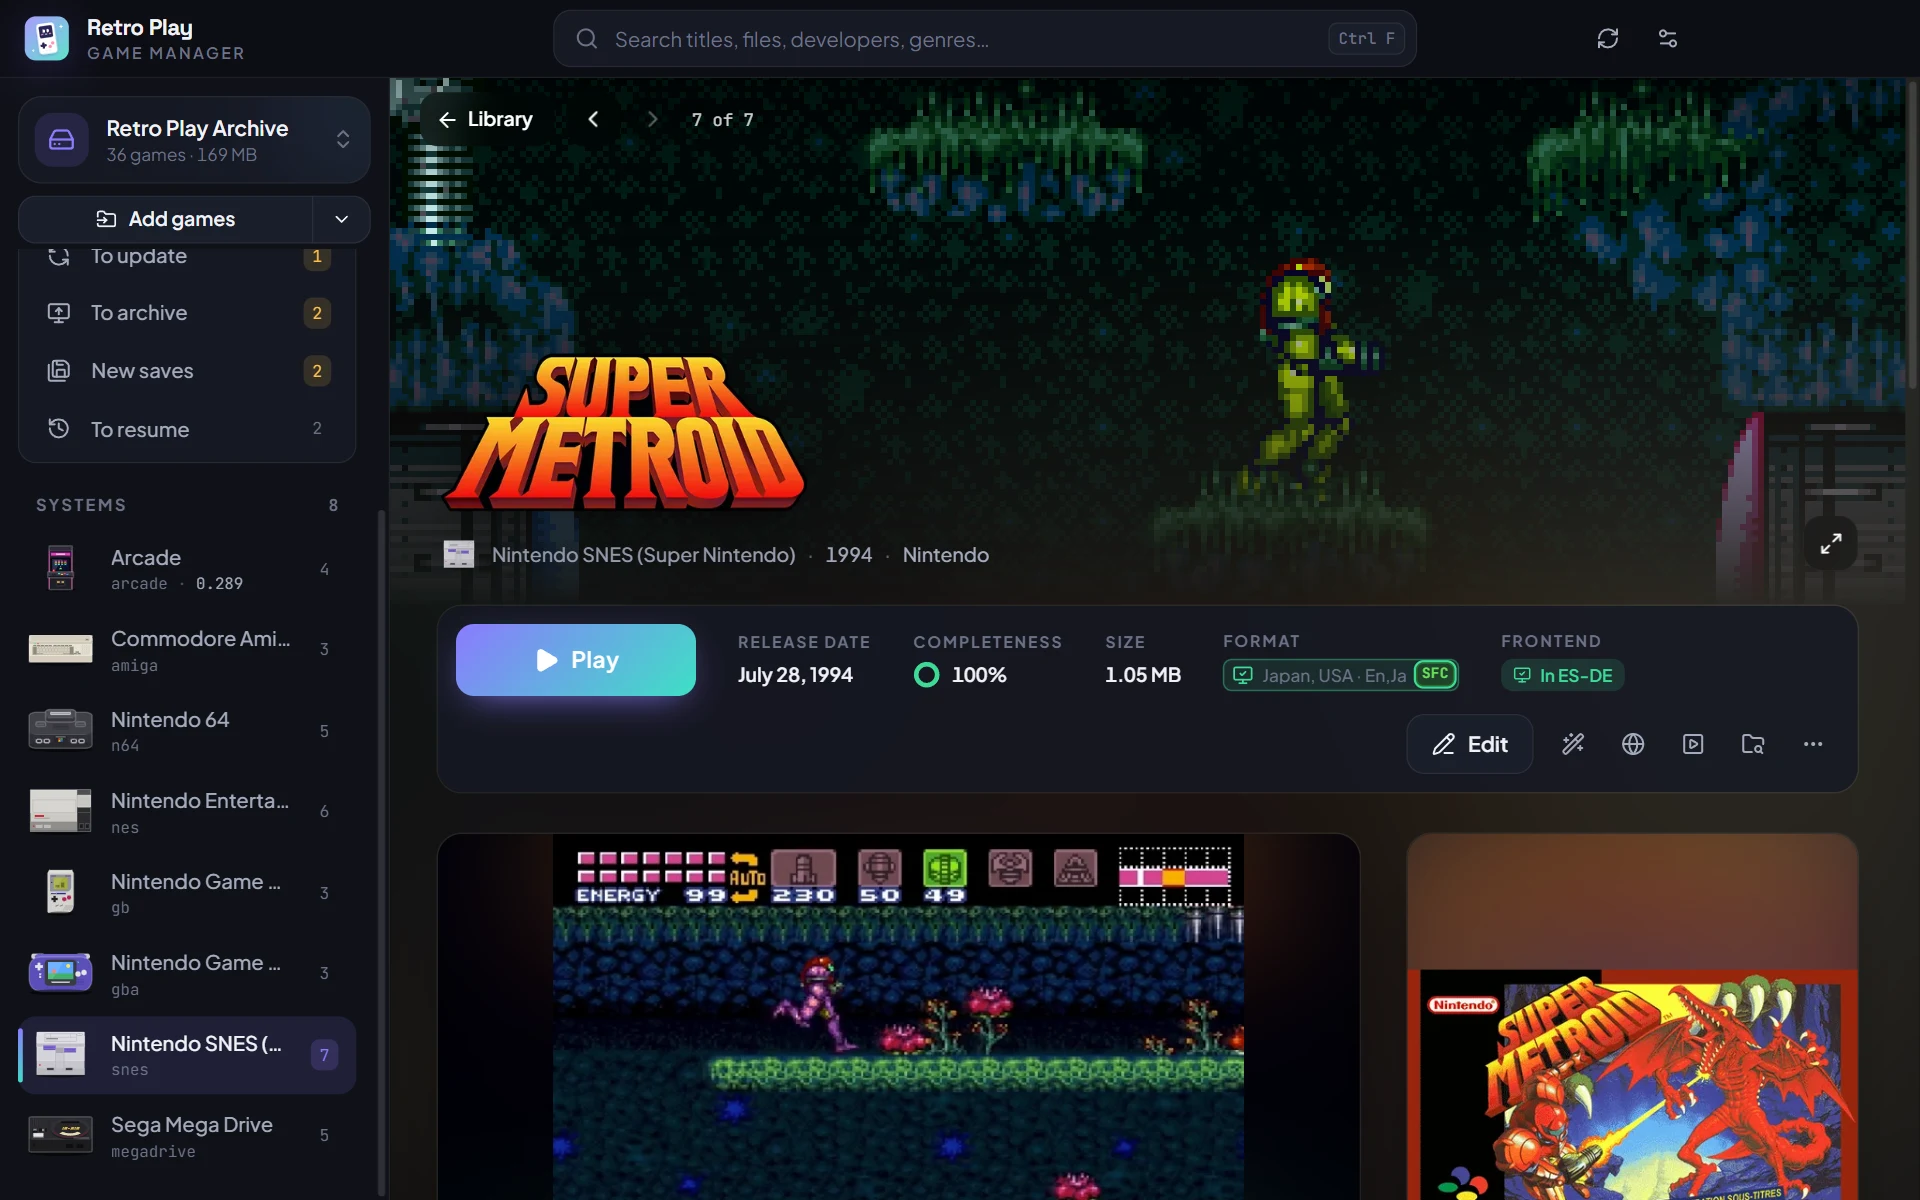 Retro Play
GAME MANAGER
Search titles, files, developers, genres...
Ctrl F
Retro Play Archive
36 games · 169 MB
Add games
To update 1
To archive 2
New saves 2
To resume 2
SYSTEMS 8
Arcade
arcade · 0.289
4
Commodore Ami...
amiga
3
Nintendo 64
n64
5
Nintendo Enterta...
nes
6
Nintendo Game ...
gb
3
Nintendo Game ...
gba
3
Nintendo SNES (...
snes
7
Sega Mega Drive
megadrive
5
Library
7 of 7
SUPER
METROID
Nintendo SNES (Super Nintendo) · 1994 · Nintendo
Play
RELEASE DATE
July 28, 1994
COMPLETENESS
100%
SIZE
1.05 MB
FORMAT
Japan, USA · En,Ja SFC
FRONTEND
In ES-DE
Edit
AUTO
ENERGY 99 230 50 49
Nintendo
SUPER
METROID
SOUS-TITRES